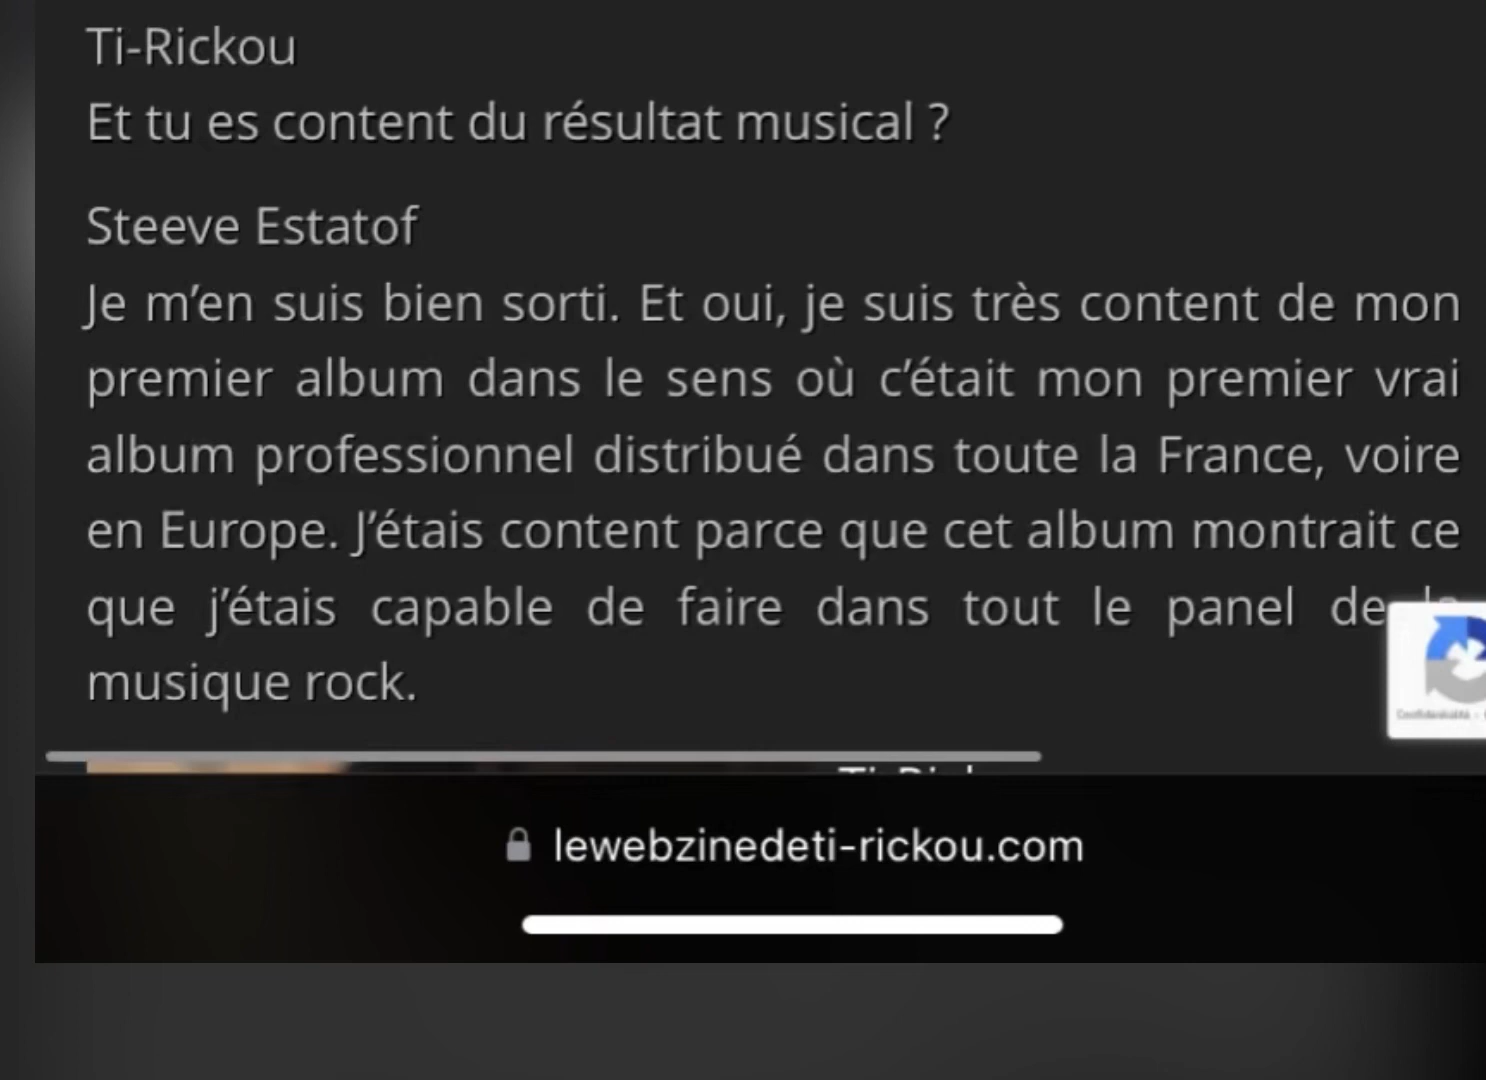 Ti-Rickou
Et tu es content du résultat musical ?
Steeve Estatof
Je m’en suis bien sorti. Et oui, je suis très content de mon
premier album dans le sens où c’était mon premier vrai
album professionnel distribué dans toute la France, voire
en Europe. J’étais content parce que cet album montrait ce
que j’étais capable de faire dans tout le panel de la
musique rock.
Confidentialité -
lewebzinedeti-rickou.com